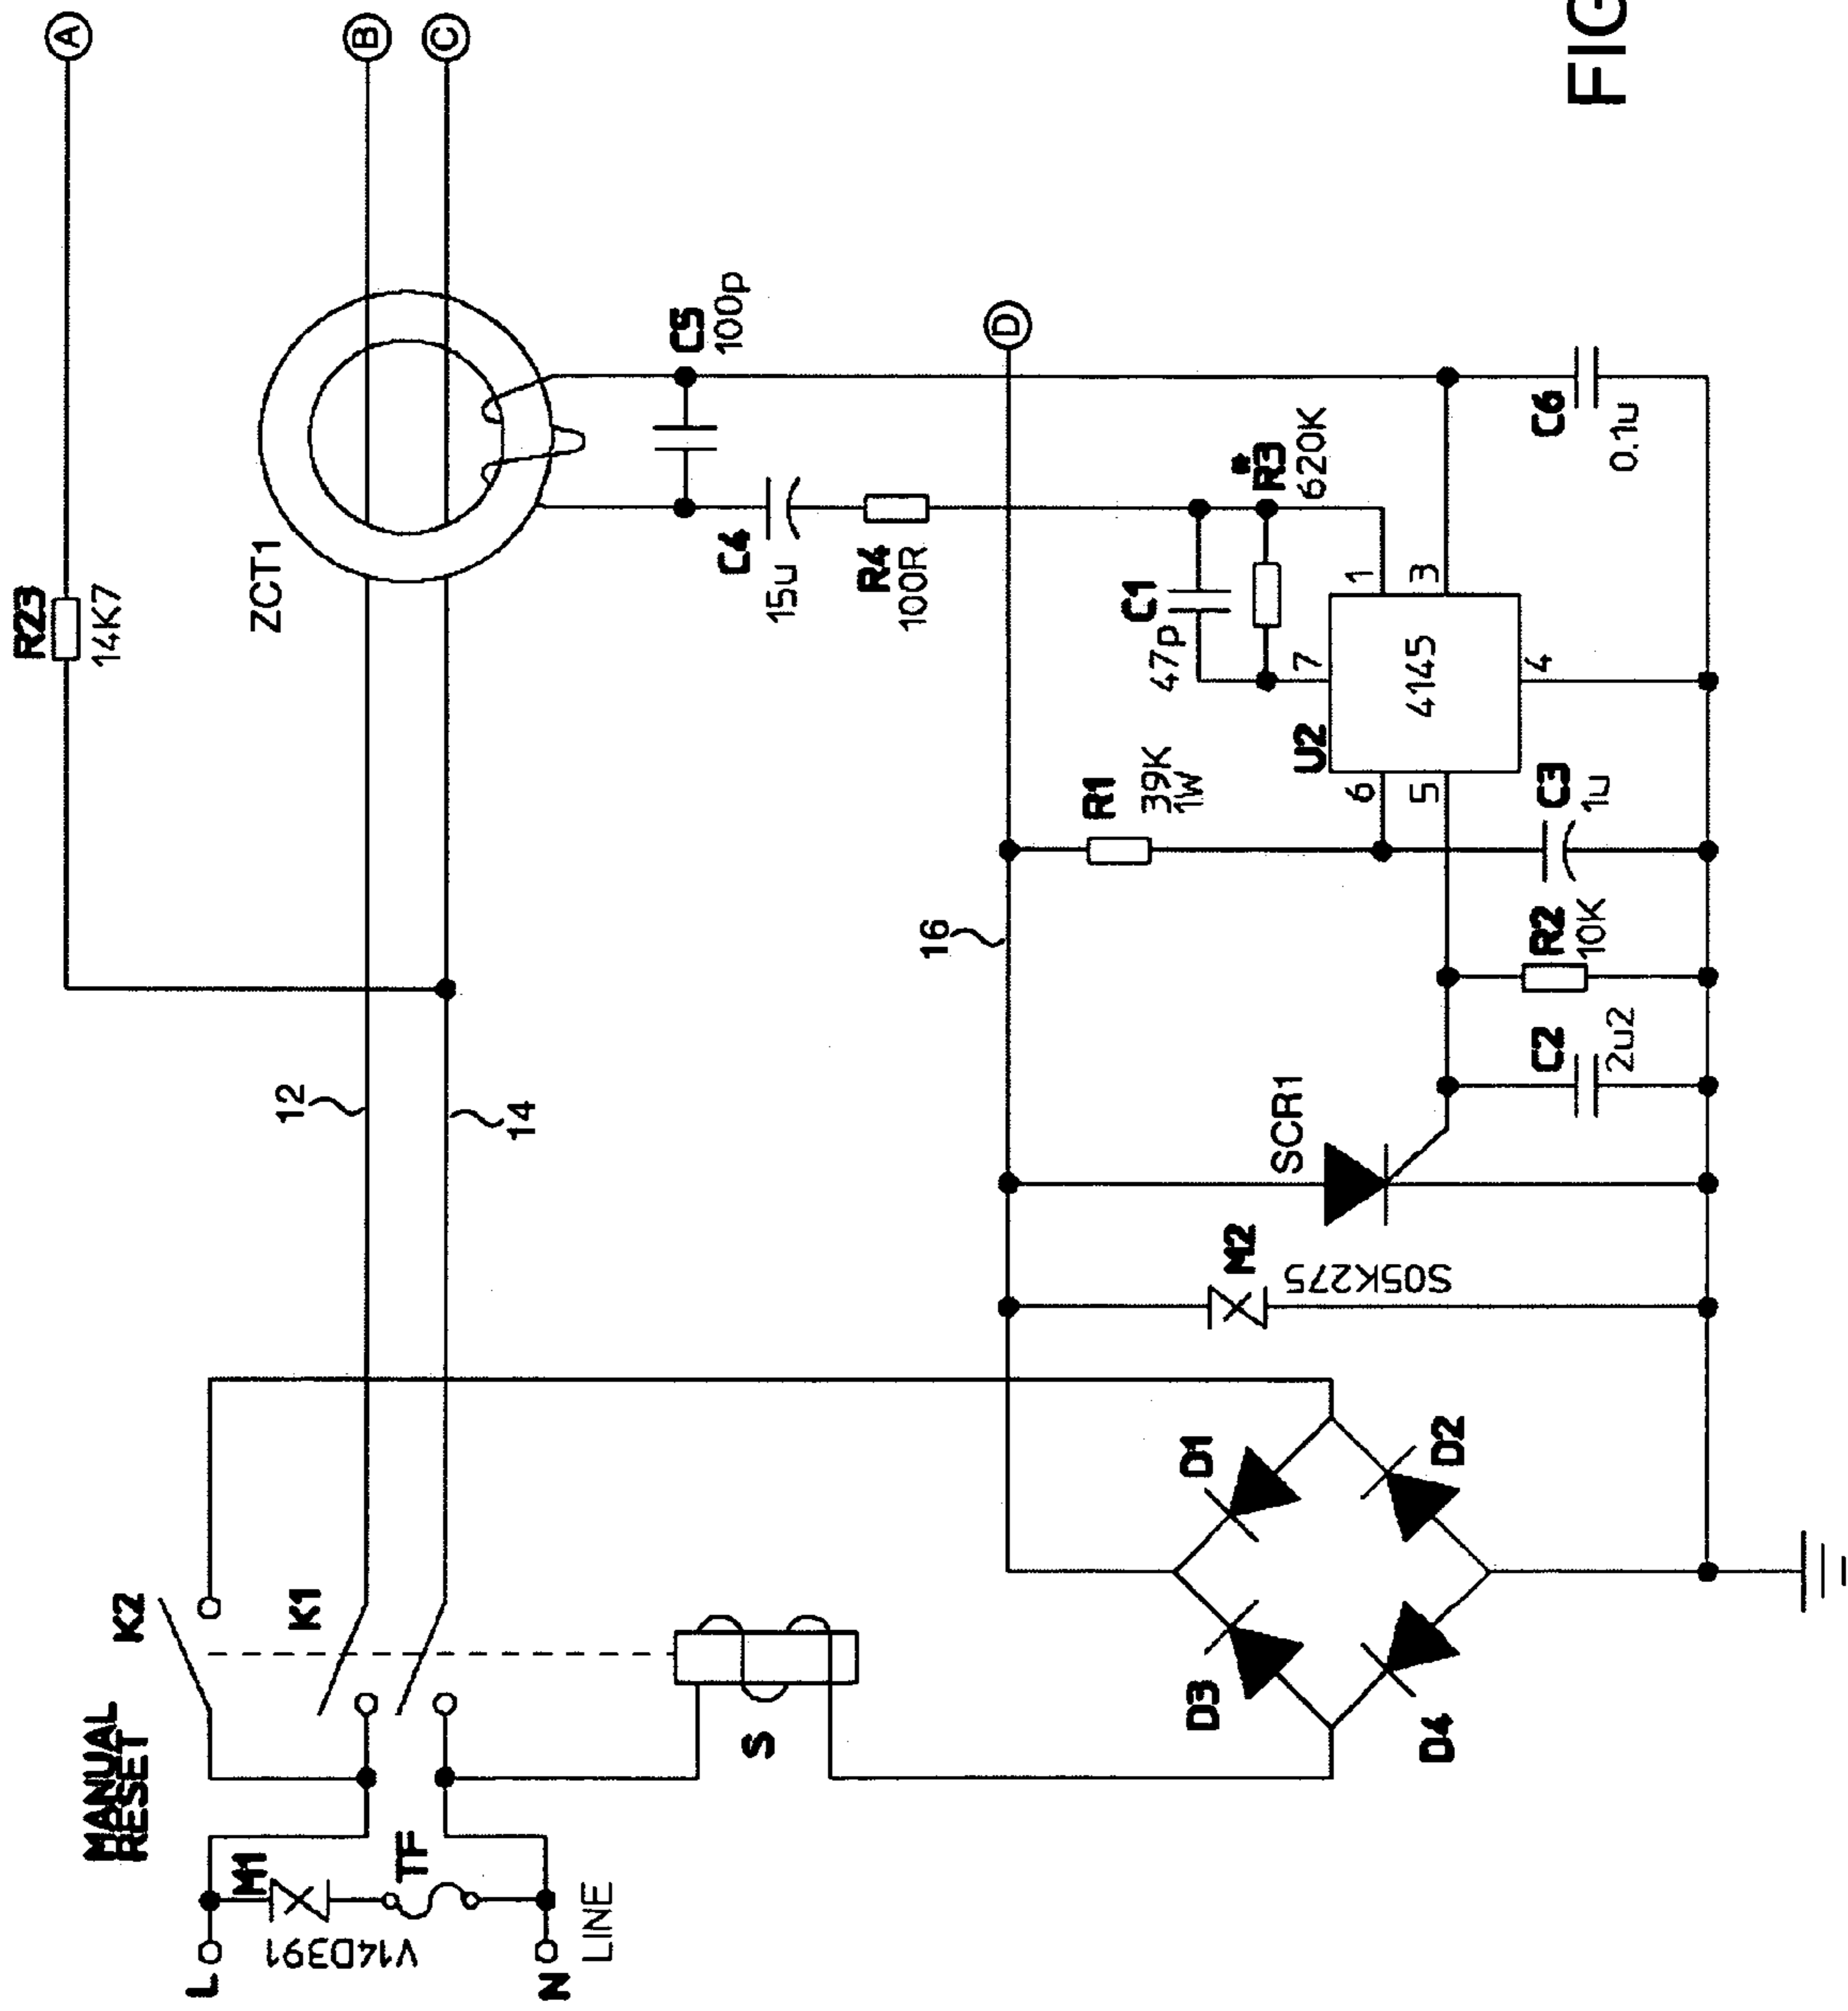 A
R23
14K7
B
C
ZCT1
C5
100p
C4
15u
R4
100R
D
C1
47p
*
R3
620K
7
1
3
U2
4145
6
5
4
C6
0.1u
R1
39K
1W
C3
1u
16
R2
10K
C2
2u2
12
14
SCR1
M2
S05K275
K2
K1
MANUAL
RESET
S
D1
D2
D3
D4
M1
V14D391
TF
L
N
LINE
FIG